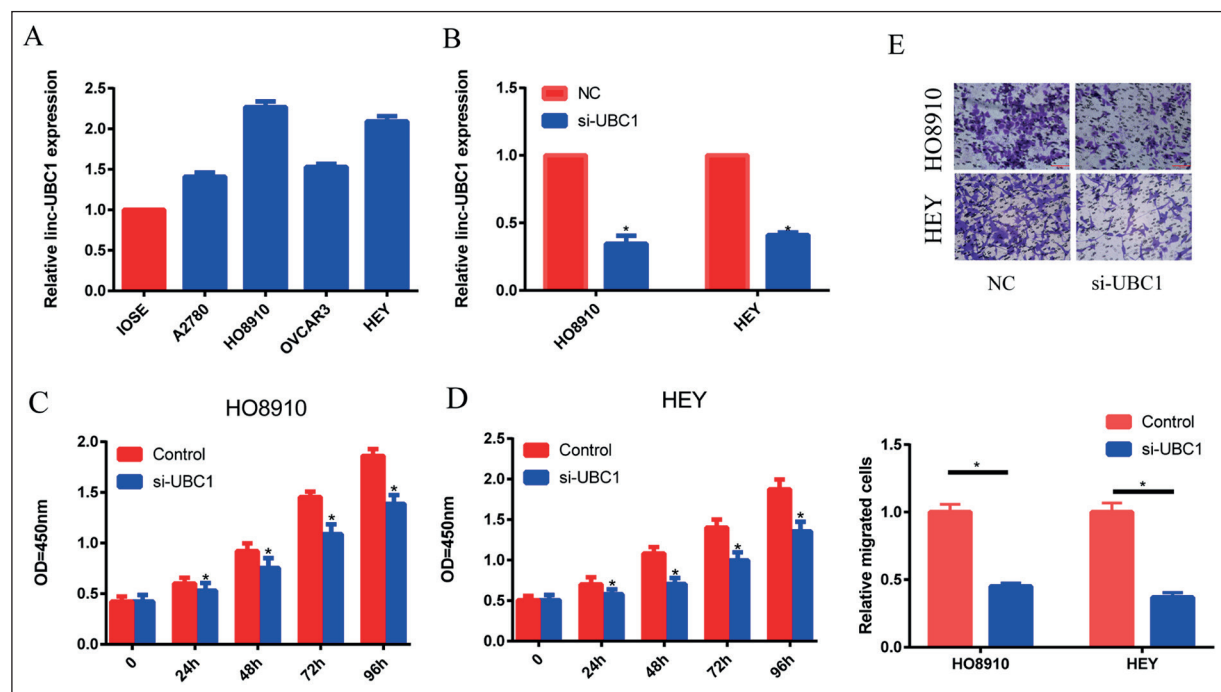 A
Relative linc-UBC1 expression
2.5
2.0
1.5
1.0
0.5
0.0
IOSE
A2780
HO8910
OVCAR3
HEY
B
Relative linc-UBC1 expression
NC
si-UBC1
1.0
0.5
0.0
*
*
HO8910
HEY
E
HO8910
HEY
NC
si-UBC1
C
HO8910
OD=450nm
Control
si-UBC1
2.0
1.5
1.0
0.5
0.0
*
*
*
*
0
24h
48h
72h
96h
D
HEY
OD=450nm
Control
si-UBC1
2.5
2.0
1.5
1.0
0.5
0.0
*
*
*
*
0
24h
48h
72h
96h
Relative migrated cells
Control
si-UBC1
1.5
1.0
0.5
0.0
*
*
HO8910
HEY